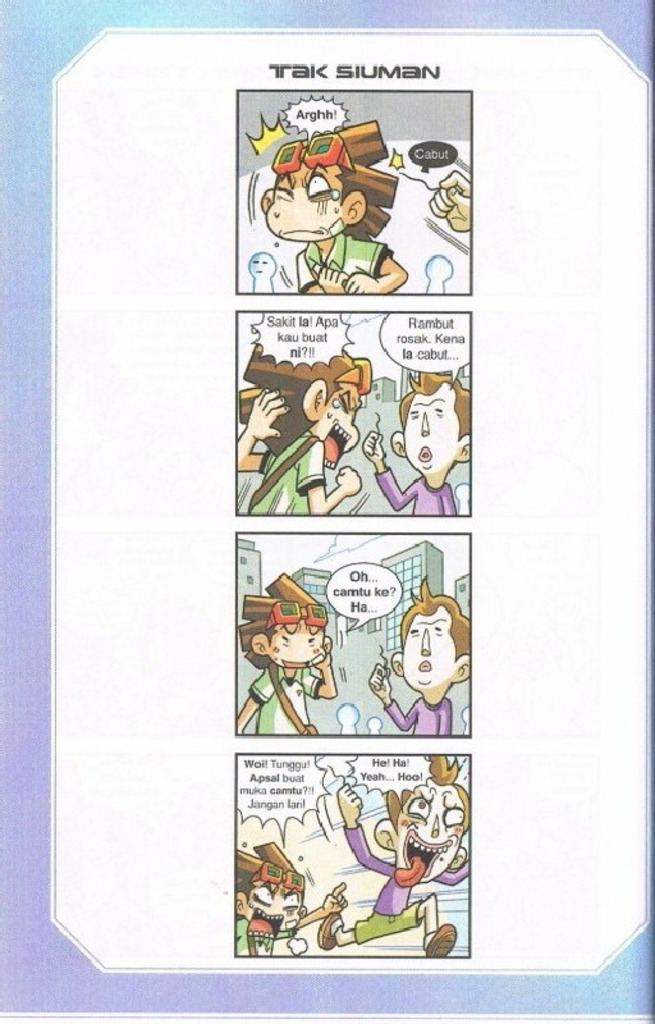 TAK SIUMAN
Arghh!
Cabut
Sakit la! Apa
kau buat
ni?!!
Rambut
rosak. Kena
la cabut....
Oh...
camtu ke?
Ha...
Woi! Tunggu!
Apsal buat
muka camtu?!!
Jangan lari!
He! Ha!
Yeah... Hoo!